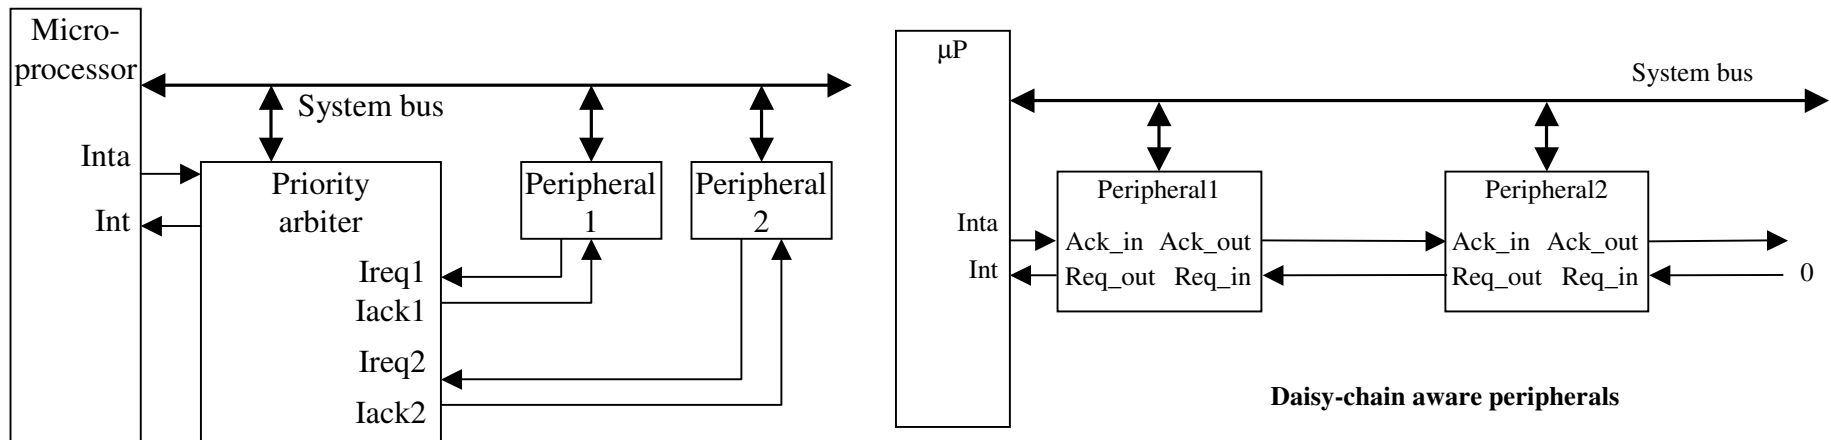 Micro-
processor
System bus
Inta
Int
Priority
arbiter
Peripheral
1
Peripheral
2
Ireq1
Iack1
Ireq2
Iack2
μP
System bus
Inta
Int
Peripheral1
Ack_in Ack_out
Req_out Req_in
Peripheral2
Ack_in Ack_out
Req_out Req_in
0
Daisy-chain aware peripherals